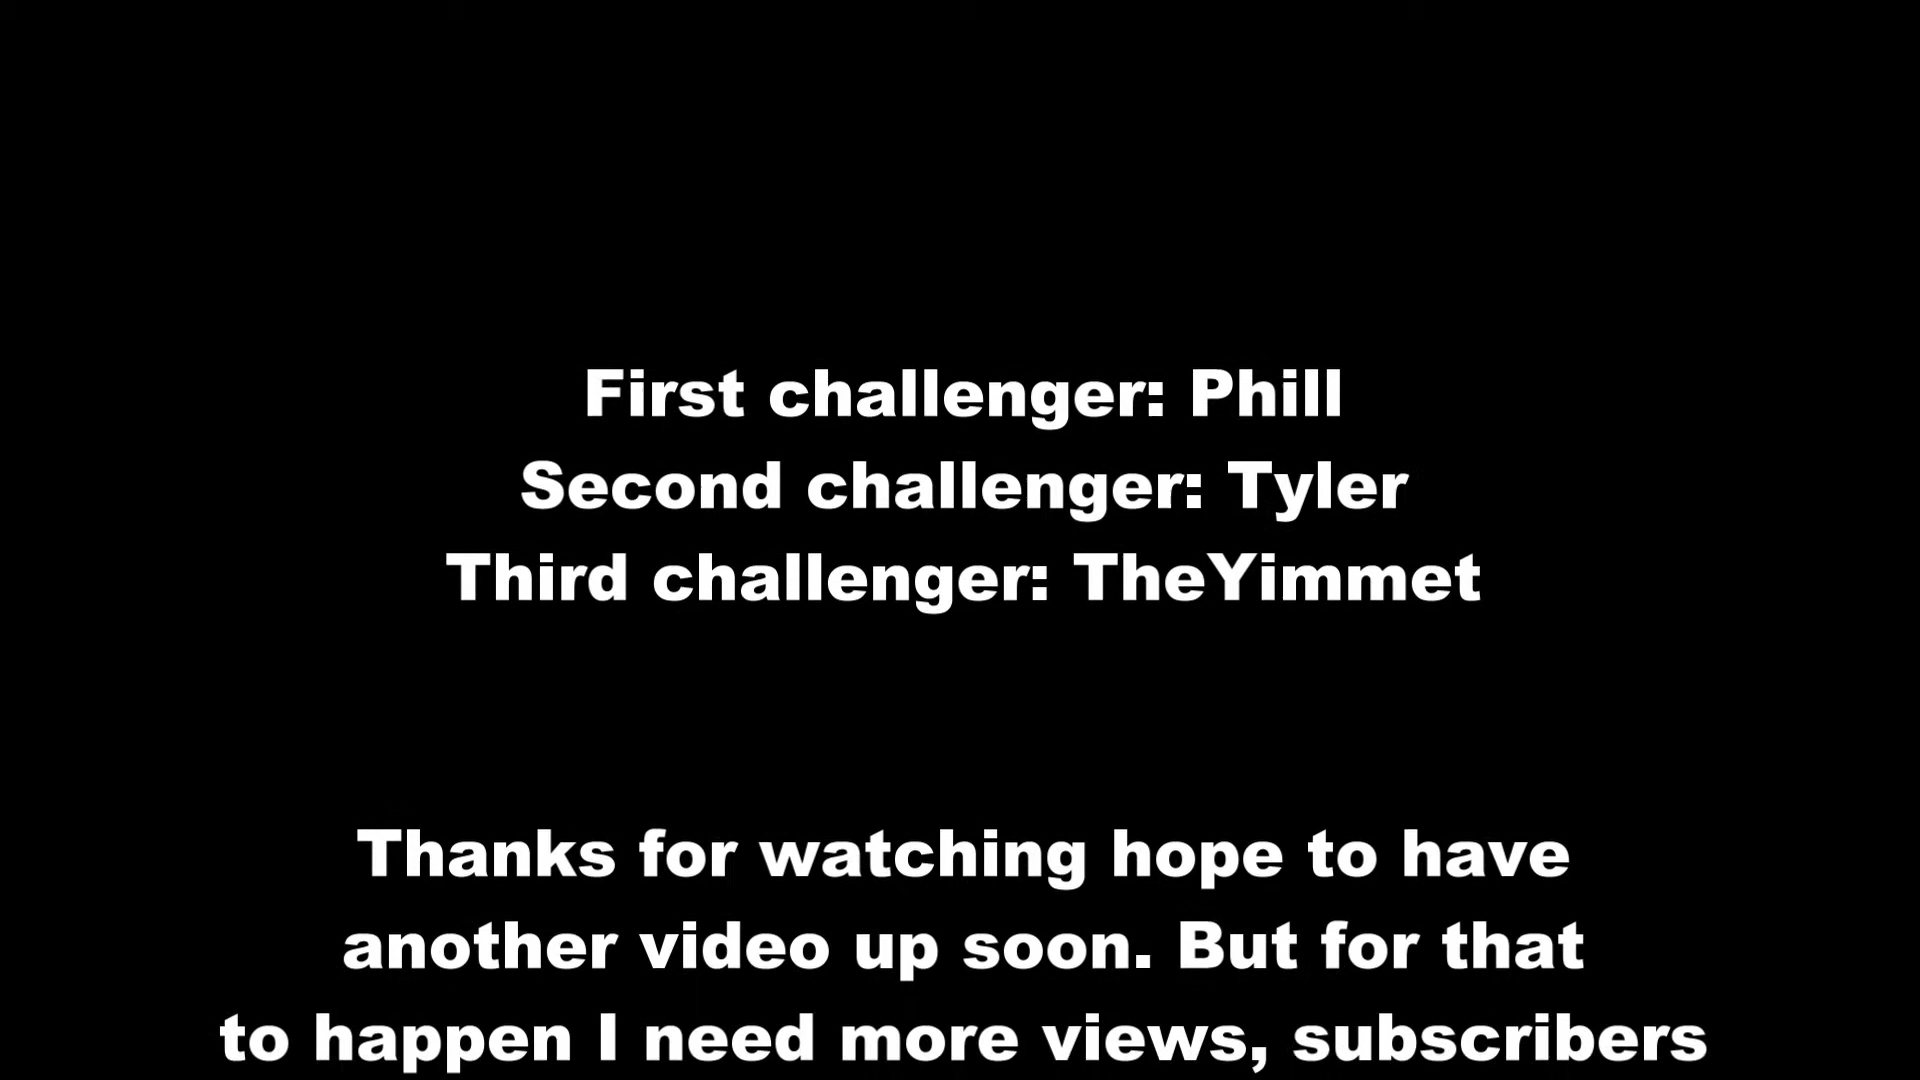 First challenger: Phill
Second challenger: Tyler
Third challenger: TheYimmet
Thanks for watching hope to have
another video up soon. But for that
to happen I need more views, subscribers